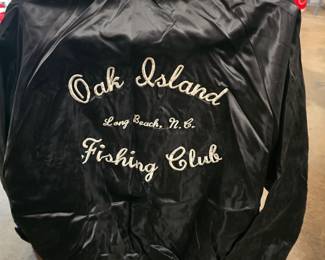 Oak Island
Long Beach, N.C.
Fishing Club